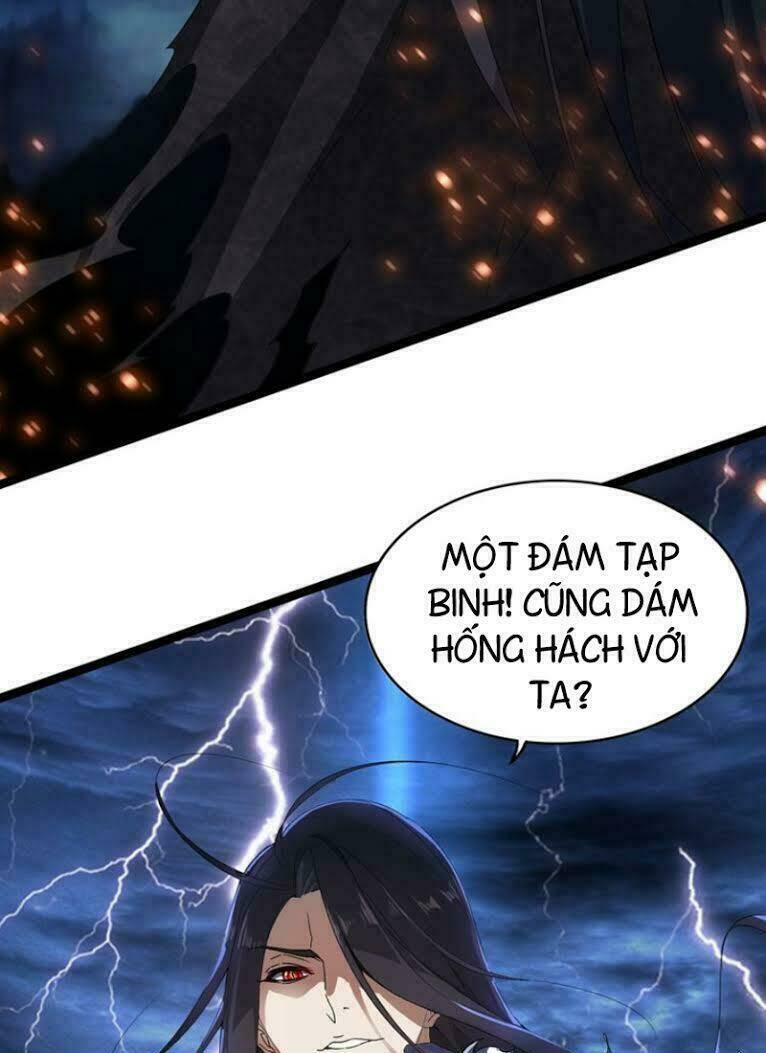 MỘT ĐÁM TẠP
BINH! CŨNG DÁM
HỐNG HÁCH VỚI
TA?